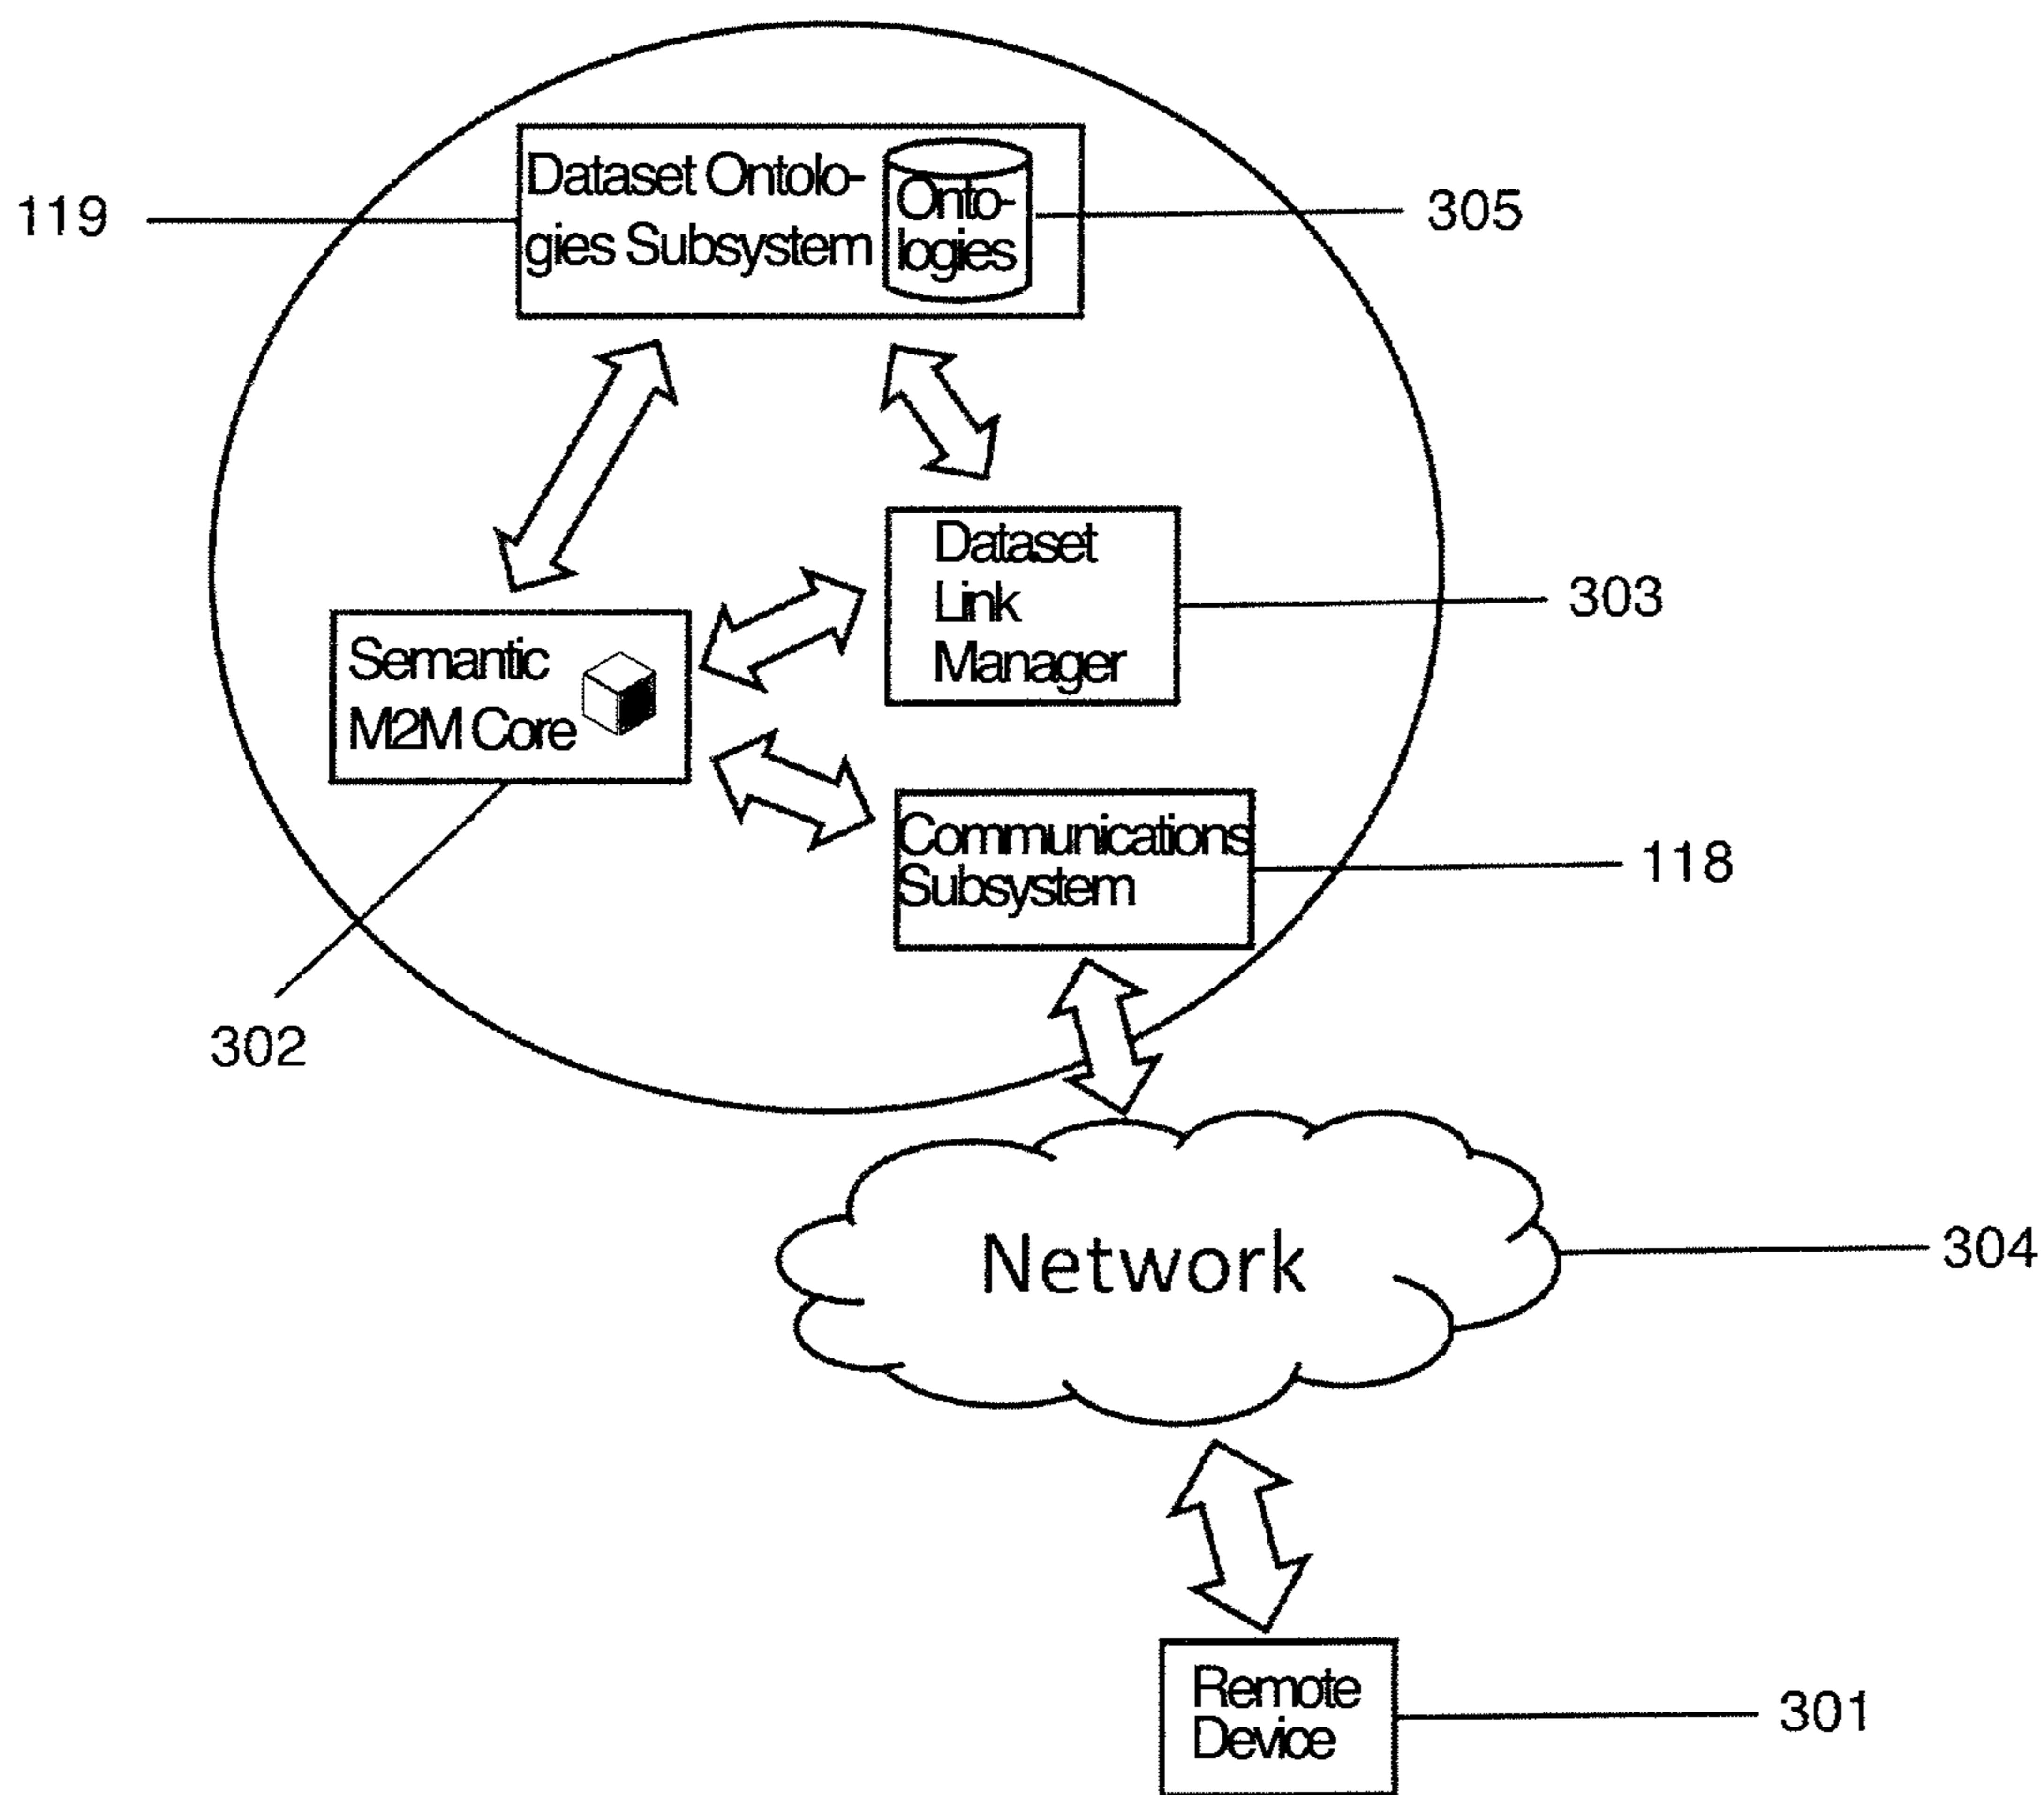 Dataset Ontolo-
gies Subsystem
Onto-
logies
119
305
Dataset
Link
Manager
303
Semantic
M2M Core
Communications
Subsystem
118
302
Network
304
Remote
Device
301